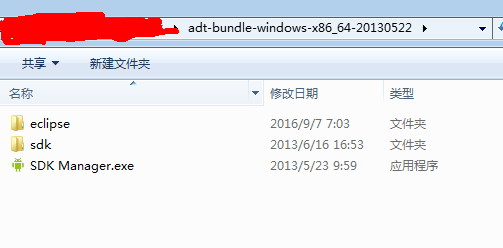 adt-bundle-windows-x86_64-20130522
共享 新建文件夹
名称 修改日期 类型
eclipse 2016/9/7 7:03 文件夹
sdk 2013/6/16 16:53 文件夹
SDK Manager.exe 2013/5/23 9:59 应用程序